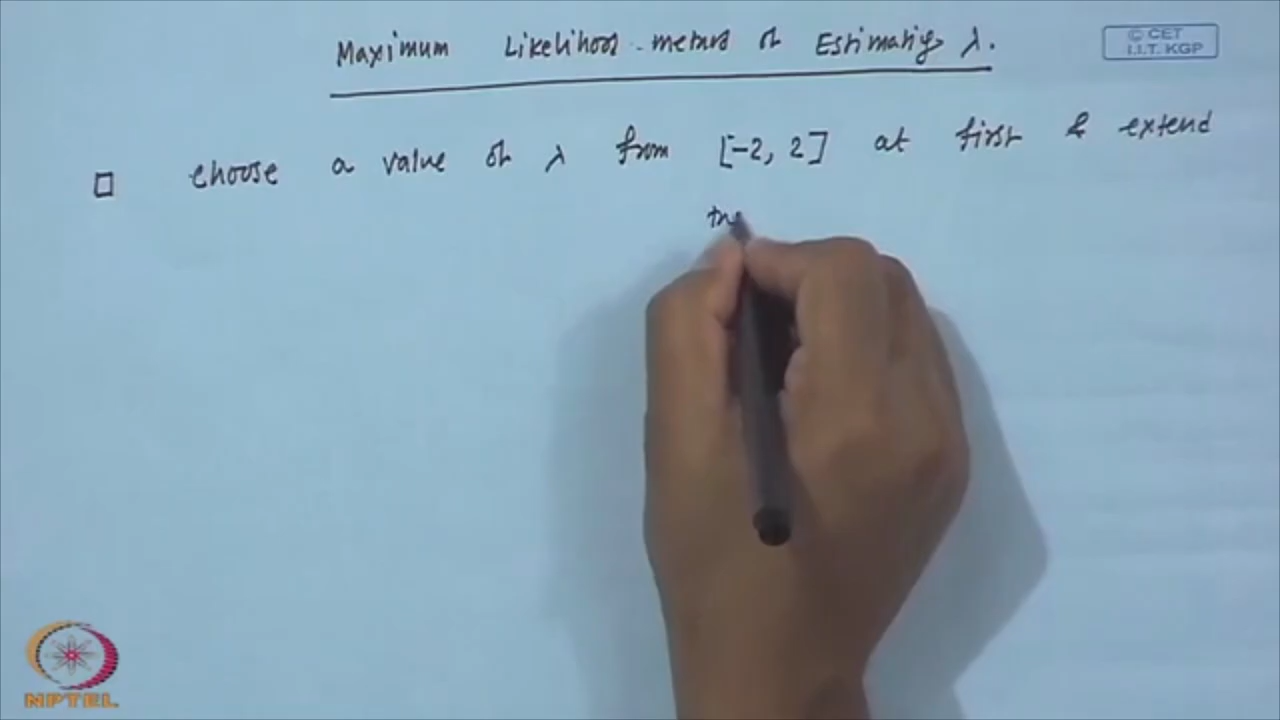 Maximum Likelihood method of Estimating λ.
© CET
I.I.T. KGP
□ choose a value of λ from [-2, 2] at first & extend
NPTEL